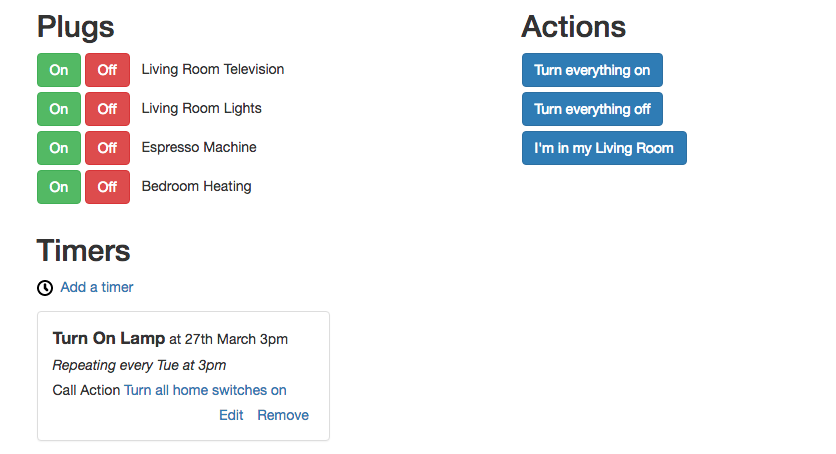 Plugs
On Off Living Room Television
On Off Living Room Lights
On Off Espresso Machine
On Off Bedroom Heating
Actions
Turn everything on
Turn everything off
I'm in my Living Room
Timers
Add a timer
Turn On Lamp at 27th March 3pm
Repeating every Tue at 3pm
Call Action Turn all home switches on
Edit Remove